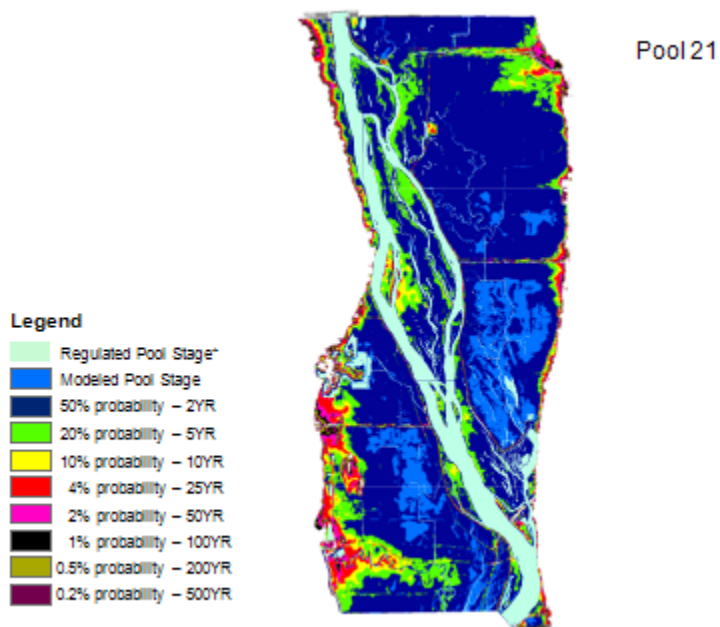 Pool 21
Legend
Regulated Pool Stage*
Modeled Pool Stage
50% probability – 2YR
20% probability – 5YR
10% probability – 10YR
4% probability – 25YR
2% probability – 50YR
1% probability – 100YR
0.5% probability – 200YR
0.2% probability – 500YR